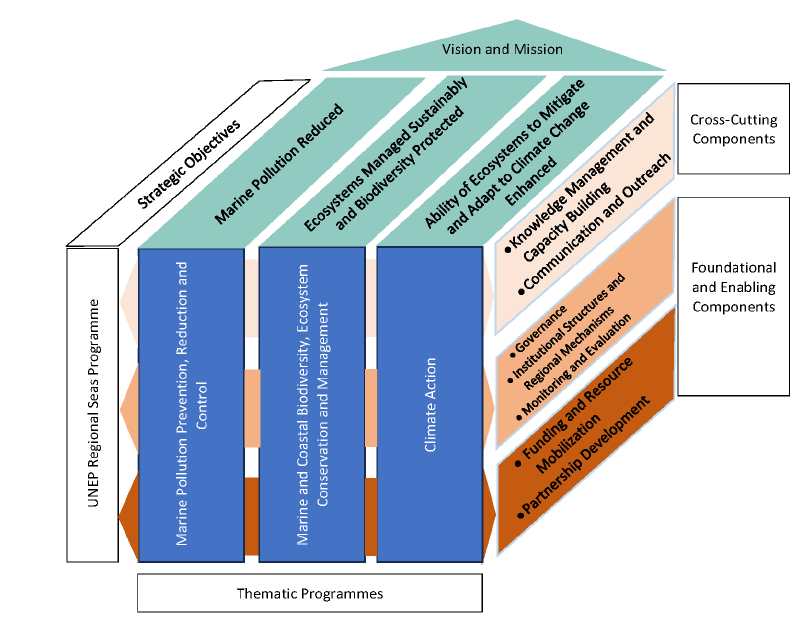 Vision and Mission
Strategic Objectives
Marine Pollution Reduced
Ecosystems Managed Sustainably
and Biodiversity Protected
Ability of Ecosystems to Mitigate
and Adapt to Climate Change
Enhanced
Cross-Cutting
Components
•Knowledge Management and
Capacity Building
•Communication and Outreach
Foundational
and Enabling
Components
• Governance
• Institutional Structures and
Regional Mechanisms
• Monitoring and Evaluation
• Funding and Resource
Mobilization
•Partnership Development
UNEP Regional Seas Programme
Marine Pollution Prevention, Reduction and
Control
Marine and Coastal Biodiversity, Ecosystem
Conservation and Management
Climate Action
Thematic Programmes